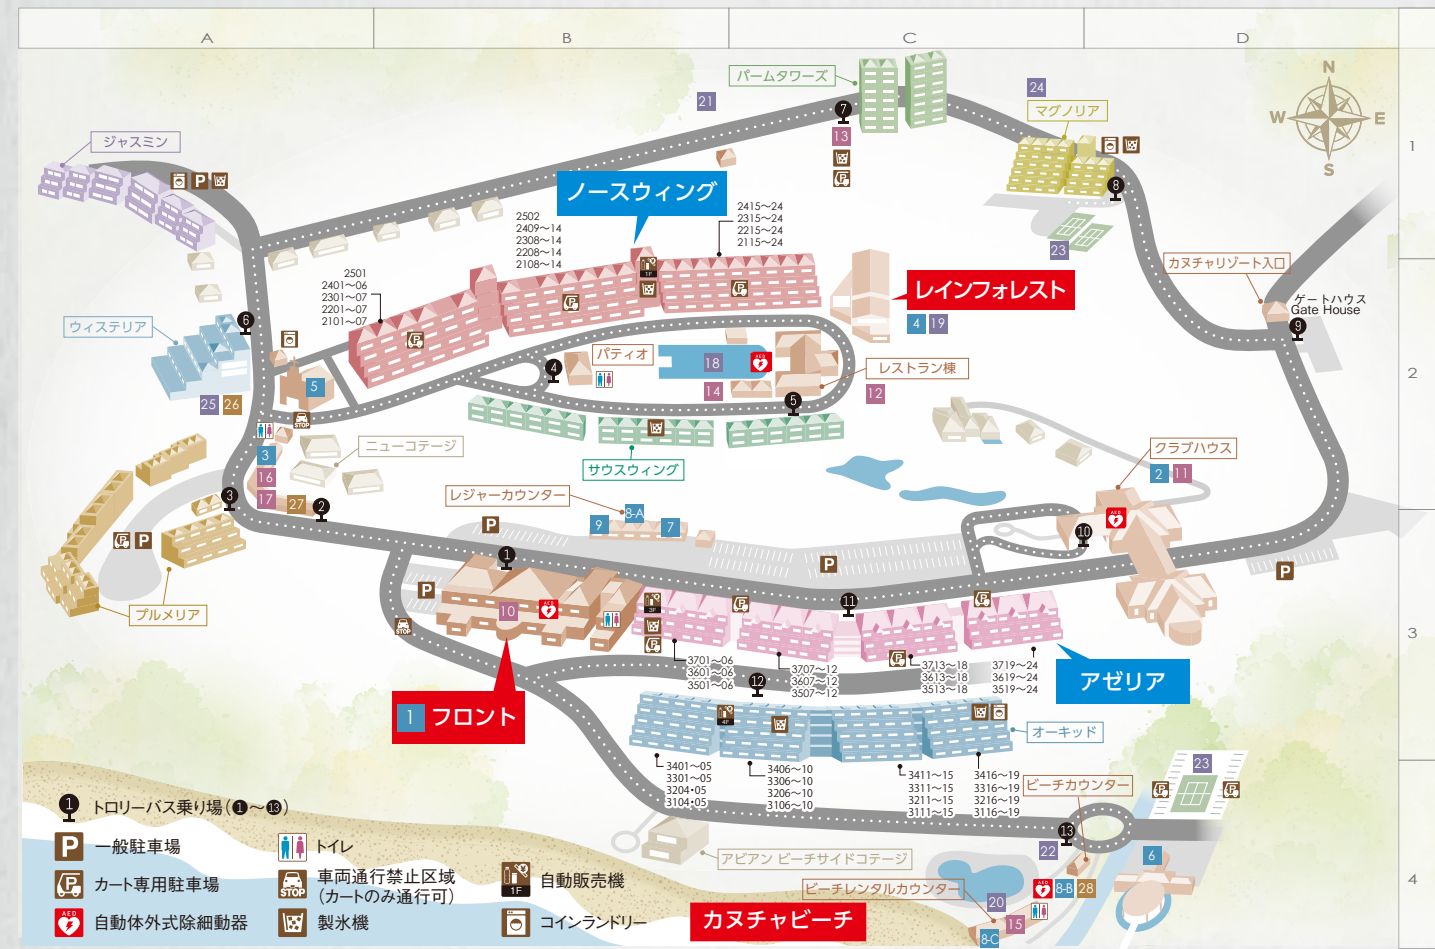 A
B
C
D
1
2
3
4
N
W
E
S
パームタワーズ
24
21
マグノリア
7
13
P
ジャスミン
P
8
ノースウィング
2502
2409～14
2308～14
2208～14
2108～14
2415～24
2315～24
2215～24
2115～24
23
カヌチャリゾート入口
2501
2401～06
2301～07
2201～07
2101～07
1F
P
P
P
レインフォレスト
4 19
ゲートハウス
Gate House
9
ウィステリア
6
パティオ
4
18
AED
14
レストラン棟
12
5
5
25 26
STOP
ニューコテージ
3
16
17
27
サウスウィング
クラブハウス
2 11
AED
10
3
2
レジャーカウンター
8-A
9
7
P
P
P
P
P
1
P
10
AED
STOP
3F
P
P
P
P
11
プルメリア
3701～06
3601～06
3501～06
3707～12
3607～12
3507～12
3713～18
3613～18
3513～18
3719～24
3619～24
3519～24
12
アゼリア
1 フロント
4F
オーキッド
3401～05
3301～05
3204・05
3104・05
3406～10
3306～10
3206～10
3106～10
3411～15
3311～15
3211～15
3111～15
3416～19
3316～19
3216～19
3116～19
23
P
P
ビーチカウンター
13
22
6
アビアン ビーチサイドコテージ
ビーチレンタルカウンター
20
AED
8-B 28
15
8-C
カヌチャビーチ
1 トロリーバス乗り場(1～13)
P 一般駐車場
トイレ
P カート専用駐車場
STOP 車両通行禁止区域
(カートのみ通行可)
1F 自動販売機
AED 自動体外式除細動器
製氷機
コインランドリー